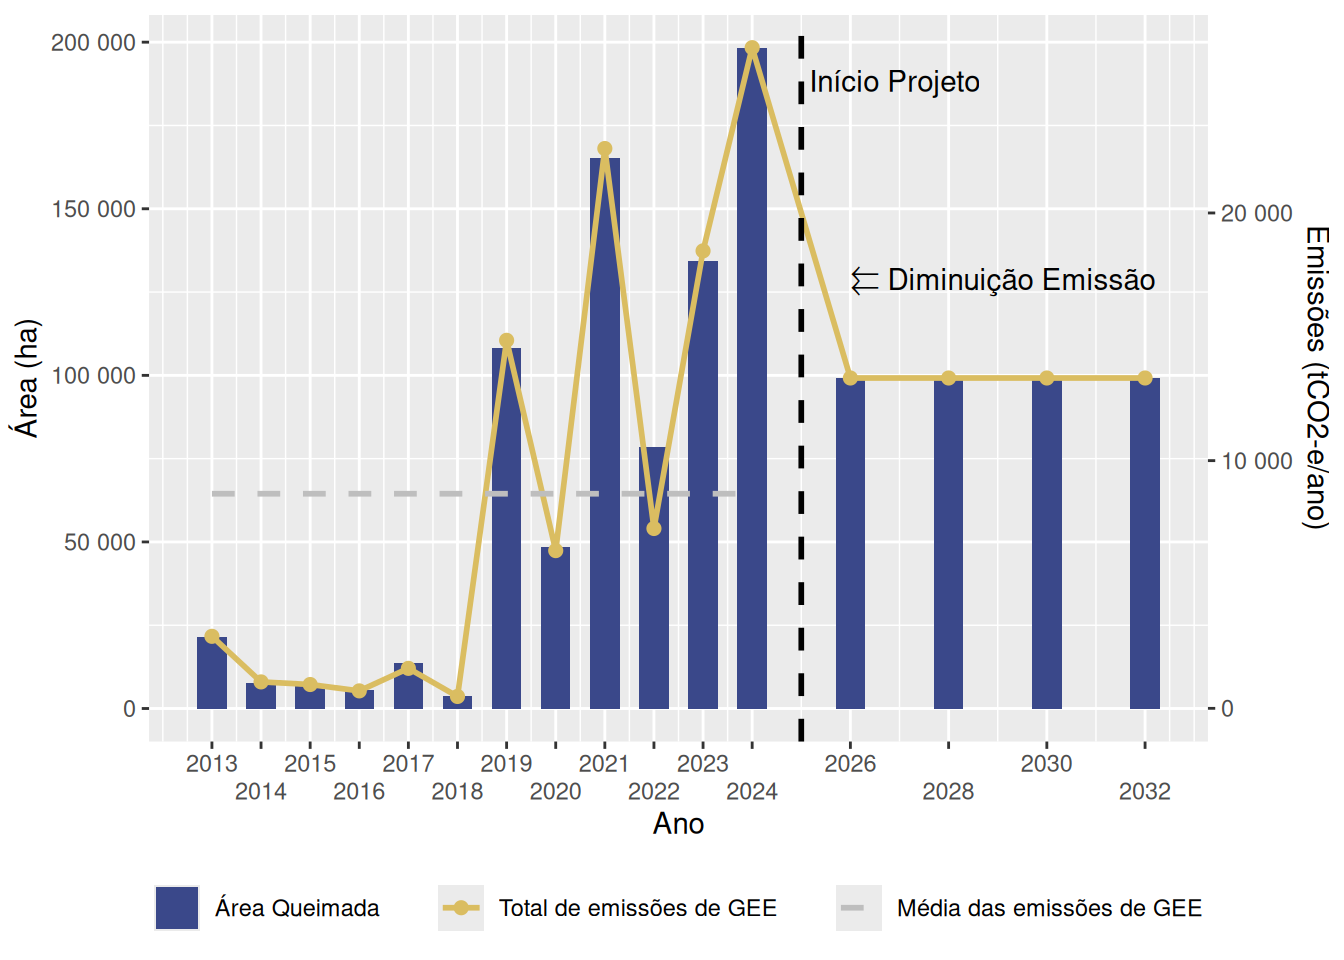 200 000
150 000
100 000
50 000
0
Área (ha)
Início Projeto
⇇ Diminuição Emissão
20 000
10 000
0
Emissões (tCO2-e/ano)
2013 2015 2017 2019 2021 2023 2026 2030
2014 2016 2018 2020 2022 2024 2028 2032
Ano
Área Queimada Total de emissões de GEE Média das emissões de GEE